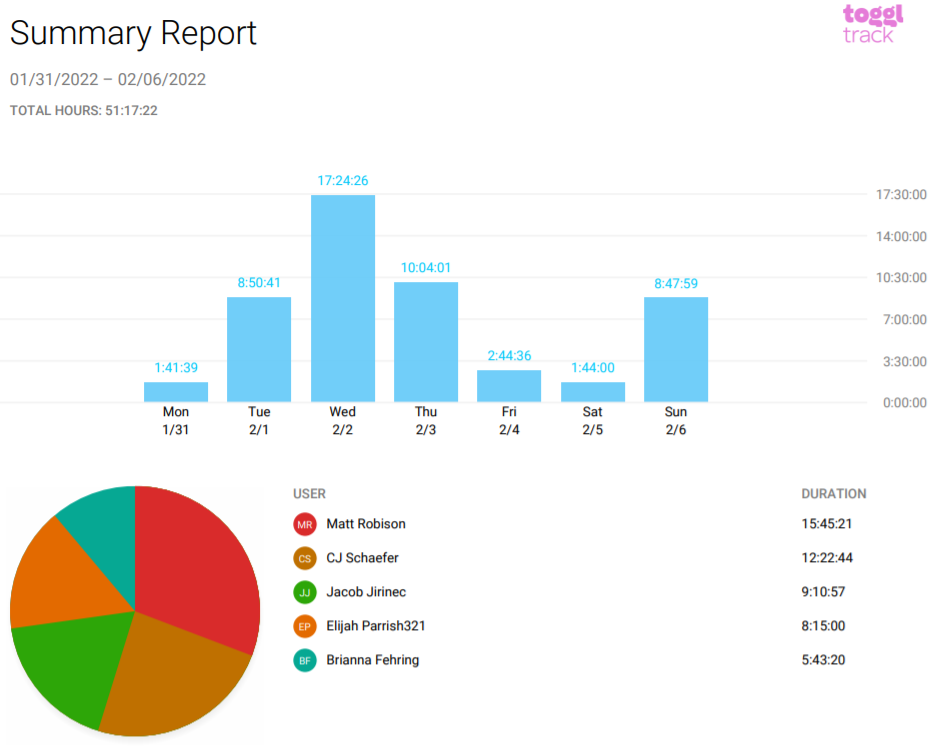 Summary Report
toggl
track
01/31/2022 – 02/06/2022
TOTAL HOURS: 51:17:22
17:24:26
17:30:00
14:00:00
10:04:01
10:30:00
8:50:41
8:47:59
7:00:00
2:44:36
3:30:00
1:41:39
1:44:00
0:00:00
Mon Tue Wed Thu Fri Sat Sun
1/31 2/1 2/2 2/3 2/4 2/5 2/6
USER DURATION
MR Matt Robison 15:45:21
CS CJ Schaefer 12:22:44
JJ Jacob Jirinec 9:10:57
EP Elijah Parrish321 8:15:00
BF Brianna Fehring 5:43:20